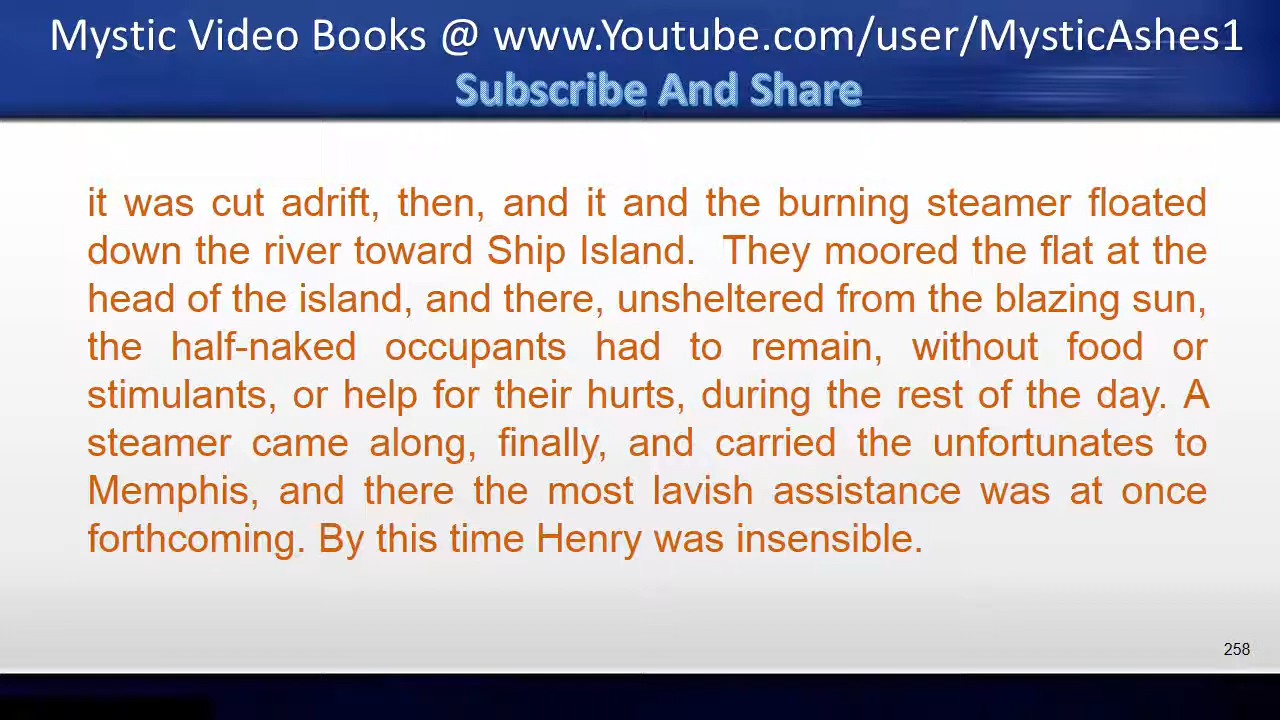 Mystic Video Books @ www.Youtube.com/user/MysticAshes1
Subscribe And Share
it was cut adrift, then, and it and the burning steamer floated
down the river toward Ship Island. They moored the flat at the
head of the island, and there, unsheltered from the blazing sun,
the half-naked occupants had to remain, without food or
stimulants, or help for their hurts, during the rest of the day. A
steamer came along, finally, and carried the unfortunates to
Memphis, and there the most lavish assistance was at once
forthcoming. By this time Henry was insensible.
258